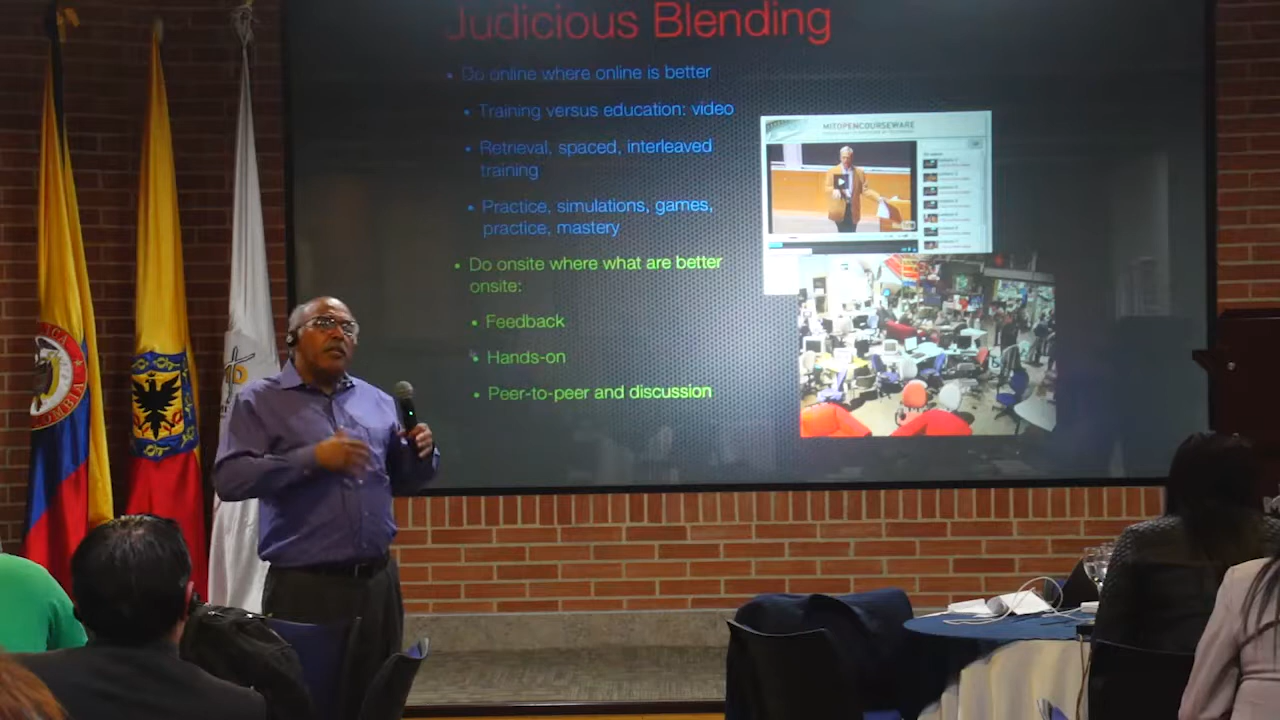 Judicious Blending
• Do online where online is better
• Training versus education: video
• Retrieval, spaced, interleaved
training
• Practice, simulations, games,
practice, mastery
• Do onsite where what are better
onsite:
• Feedback
• Hands-on
• Peer-to-peer and discussion
MITOPENCOURSEWARE